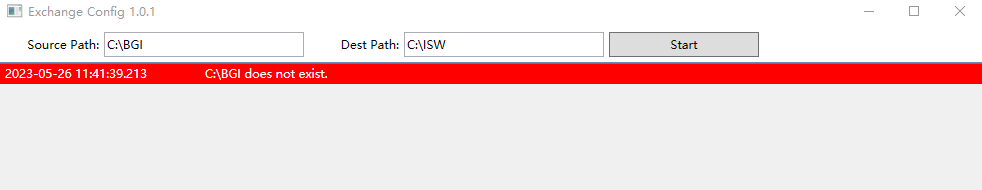 Exchange Config 1.0.1
Source Path: C:\BGI Dest Path: C:\ISW Start
2023-05-26 11:41:39.213 C:\BGI does not exist.